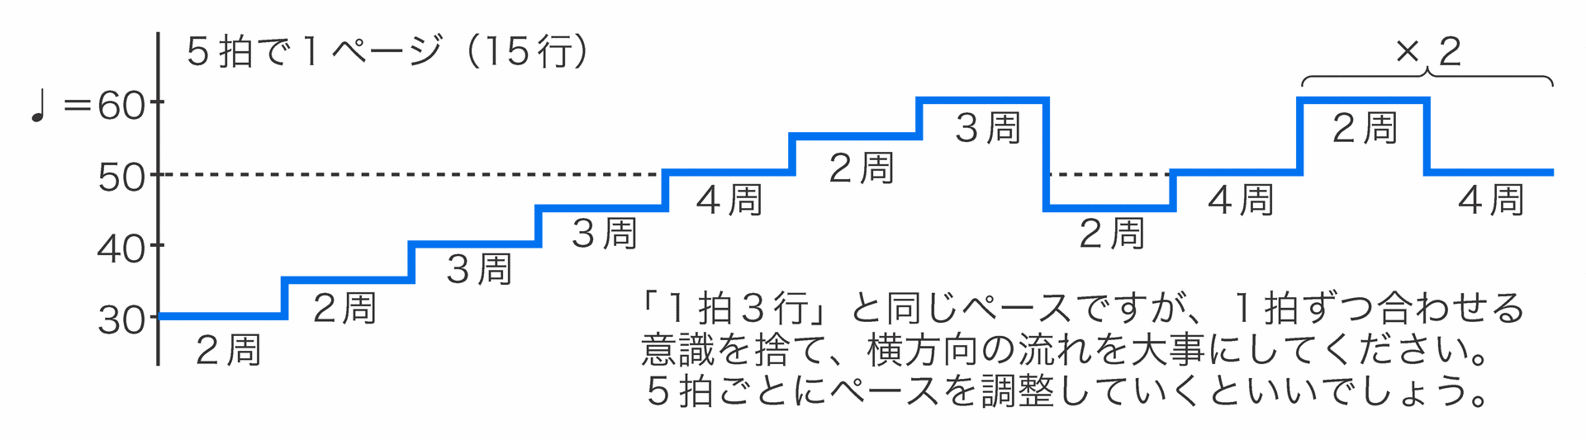 5拍で1ページ（15行）
× 2
♩=60
50
40
30
2周
2周
3周
3周
4周
2周
3周
2周
4周
2周
4周
「1拍3行」と同じペースですが、1拍ずつ合わせる
意識を捨て、横方向の流れを大事にしてください。
5拍ごとにペースを調整していくといいでしょう。